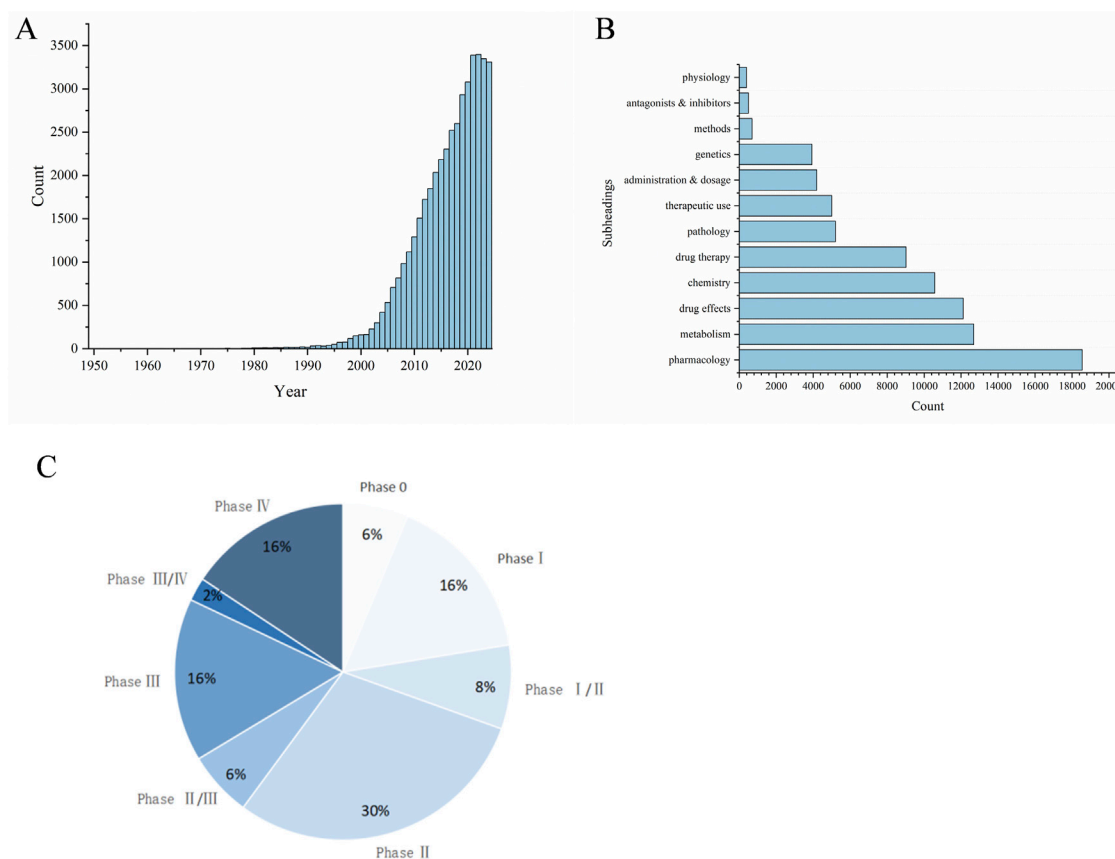 A
3500
3000
2500
2000
1500
1000
500
0
Count
1950 1960 1970 1980 1990 2000 2010 2020
Year
B
physiology
antagonists & inhibitors
methods
genetics
administration & dosage
therapeutic use
pathology
drug therapy
chemistry
drug effects
metabolism
pharmacology
Subheadings
0 2000 4000 6000 8000 10000 12000 14000 16000 18000 2000
Count
C
Phase 0
6%
Phase Ⅰ
16%
Phase Ⅰ/Ⅱ
8%
Phase Ⅱ
30%
Phase Ⅱ/Ⅲ
6%
Phase Ⅲ
16%
Phase Ⅲ/Ⅳ
2%
Phase Ⅳ
16%